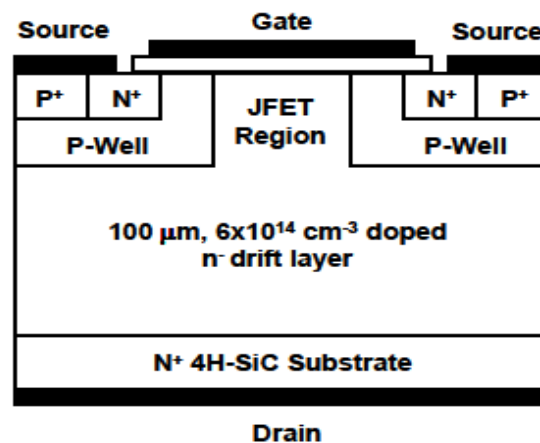 Source Gate Source
P⁺ N⁺ JFET N⁺ P⁺
Region
P-Well P-Well
100 μm, 6x10¹⁴ cm⁻³ doped
n⁻ drift layer
N⁺ 4H-SiC Substrate
Drain